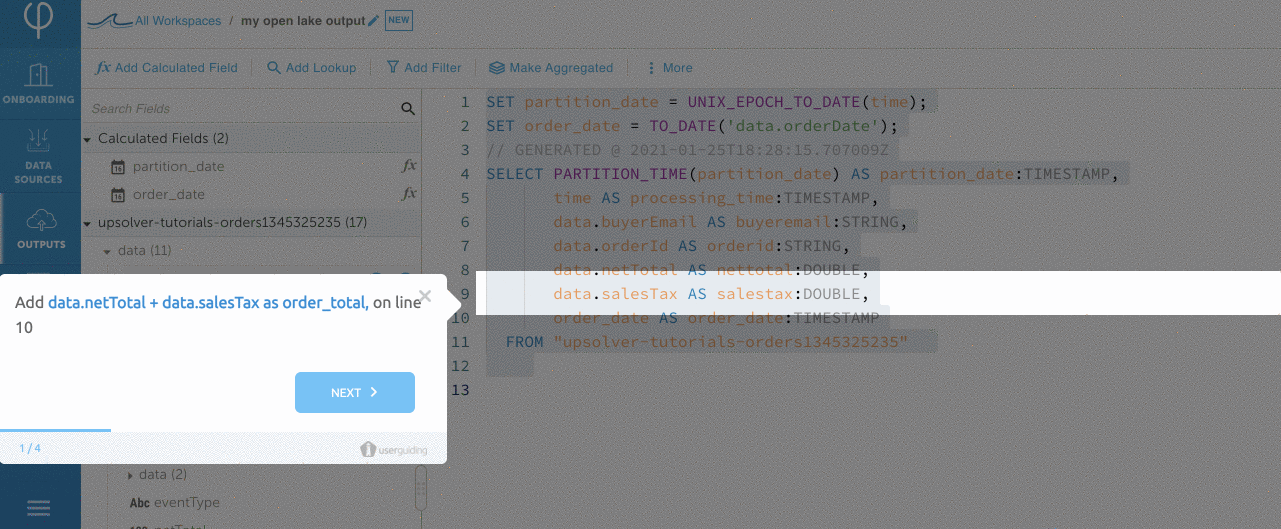 All Workspaces / my open lake output NEW
fx Add Calculated Field Add Lookup Add Filter Make Aggregated More
ONBOARDING
DATA
SOURCES
OUTPUTS
Search Fields
Calculated Fields (2)
partition_date fx
order_date fx
upsolver-tutorials-orders1345325235 (17)
data (11)
Add data.netTotal + data.salesTax as order_total, on line
10
NEXT
1 / 4
userguiding
data (2)
Abc eventType
1 SET partition_date = UNIX_EPOCH_TO_DATE(time);
2 SET order_date = TO_DATE('data.orderDate');
3 // GENERATED @ 2021-01-25T18:28:15.707009Z
4 SELECT PARTITION_TIME(partition_date) AS partition_date:TIMESTAMP,
5 time AS processing_time:TIMESTAMP,
6 data.buyerEmail AS buyeremail:STRING,
7 data.orderId AS orderid:STRING,
8 data.netTotal AS nettotal:DOUBLE,
9 data.salesTax AS salestax:DOUBLE,
10 order_date AS order_date:TIMESTAMP
11 FROM "upsolver-tutorials-orders1345325235"
12
13